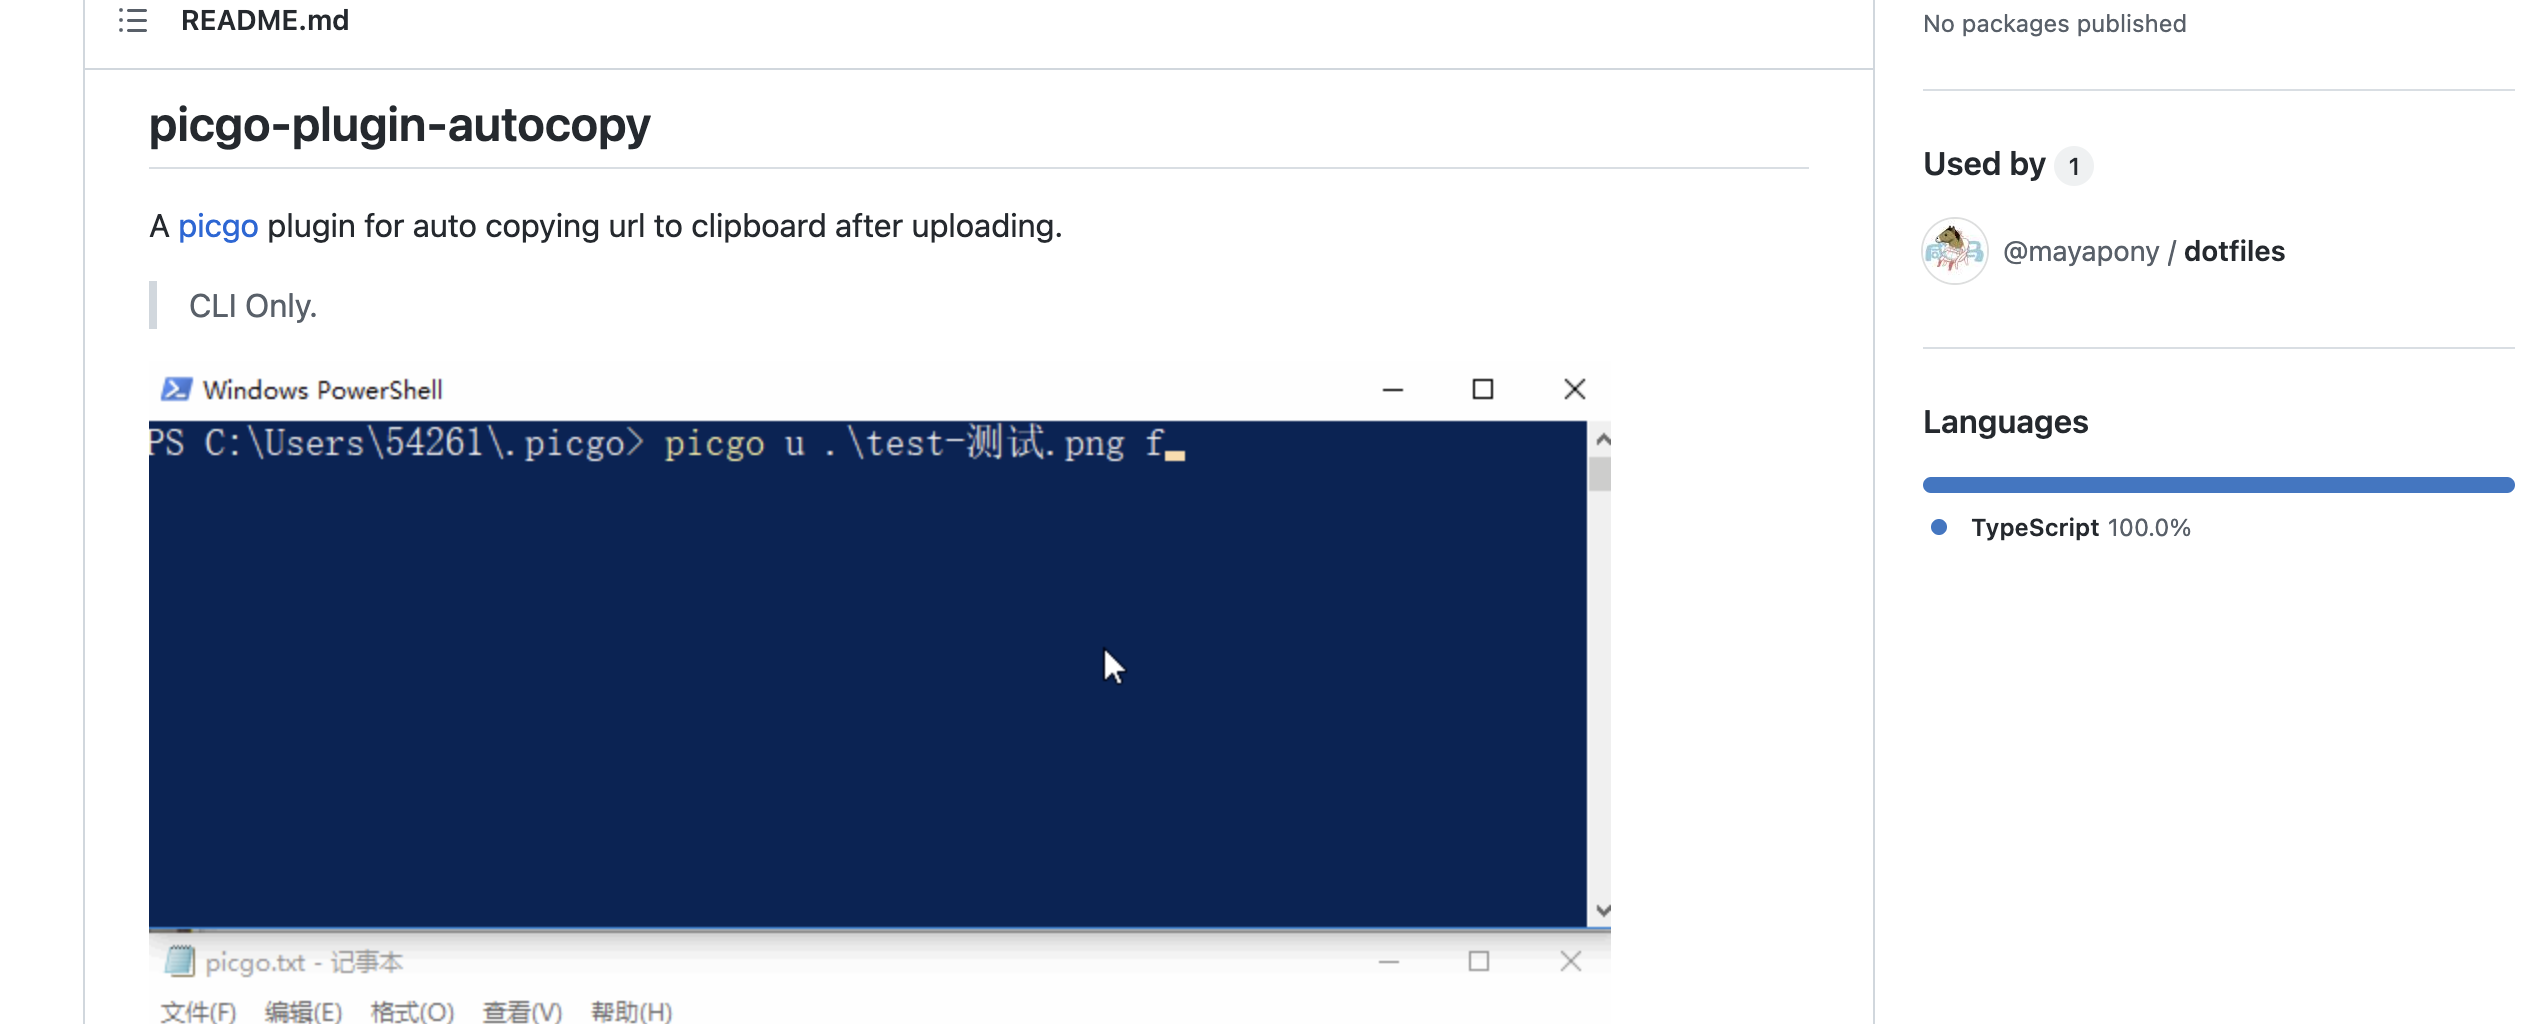 README.md
picgo-plugin-autocopy
A picgo plugin for auto copying url to clipboard after uploading.
CLI Only.
Windows PowerShell
PS C:\Users\54261\.picgo> picgo u .\test-测试.png f
picgo.txt - 记事本
文件(F) 编辑(E) 格式(O) 查看(V) 帮助(H)
No packages published
Used by 1
@mayapony / dotfiles
Languages
TypeScript 100.0%